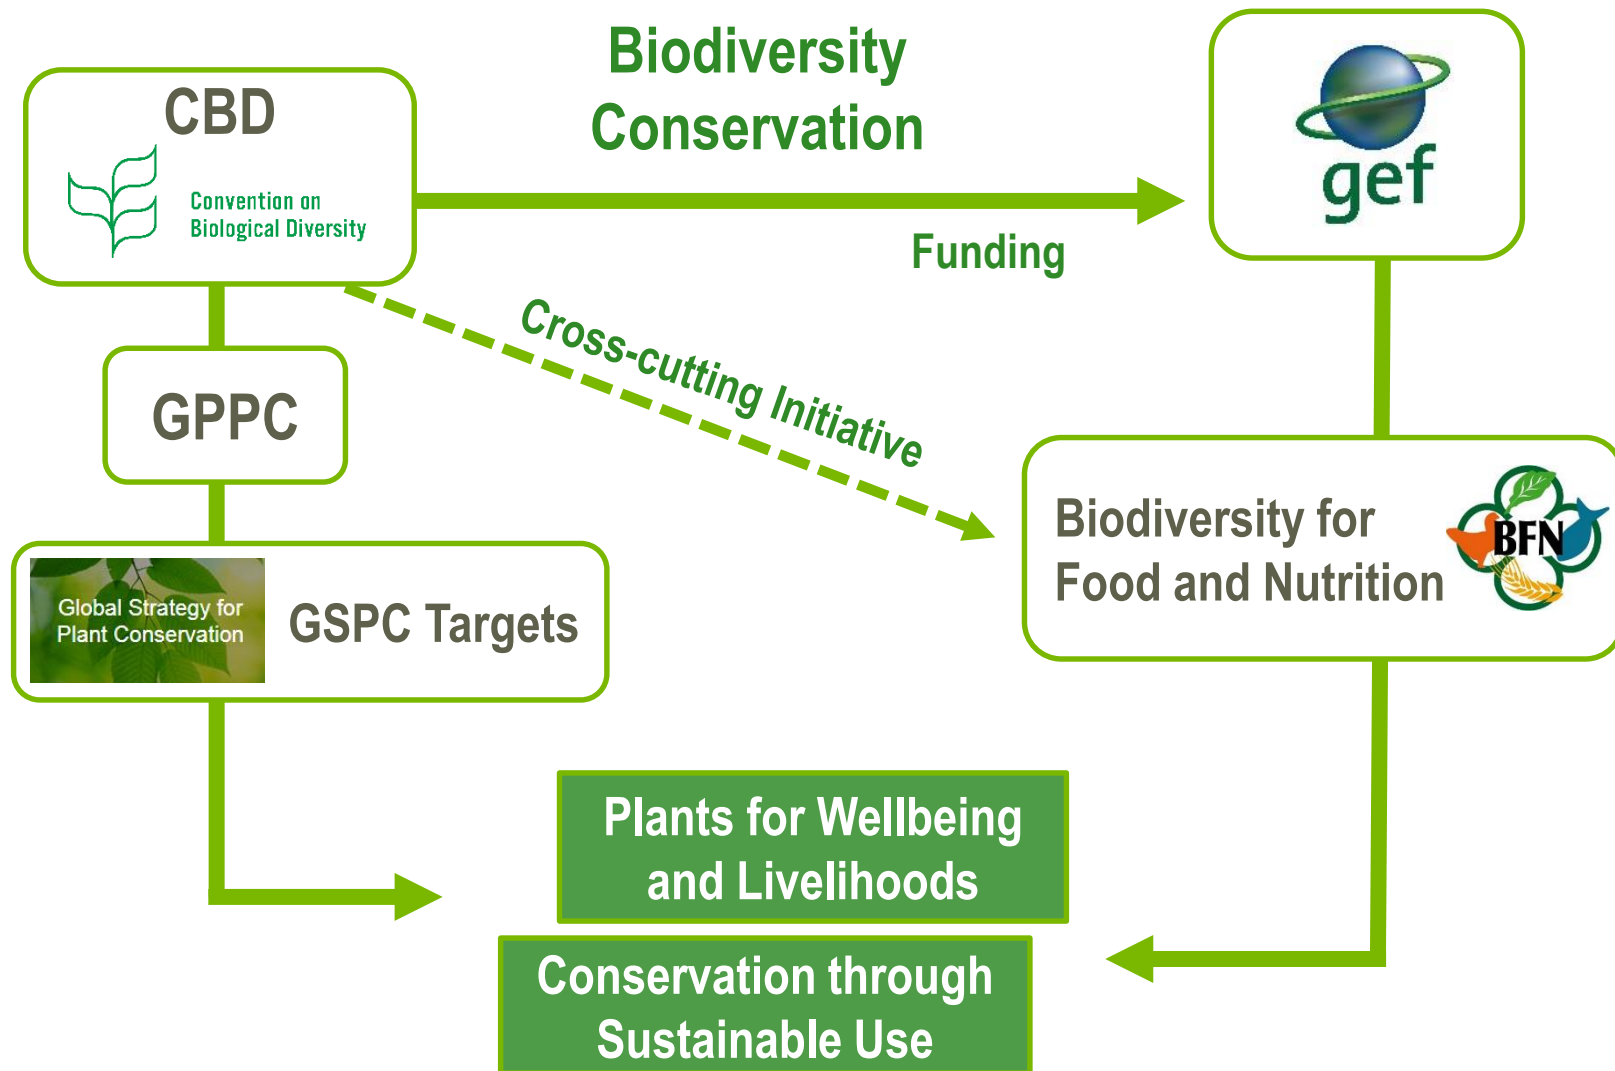 Biodiversity
Conservation
CBD
Convention on
Biological Diversity
gef
Funding
Cross-cutting Initiative
GPPC
Biodiversity for
Food and Nutrition
BFN
Global Strategy for
Plant Conservation
GSPC Targets
Plants for Wellbeing
and Livelihoods
Conservation through
Sustainable Use